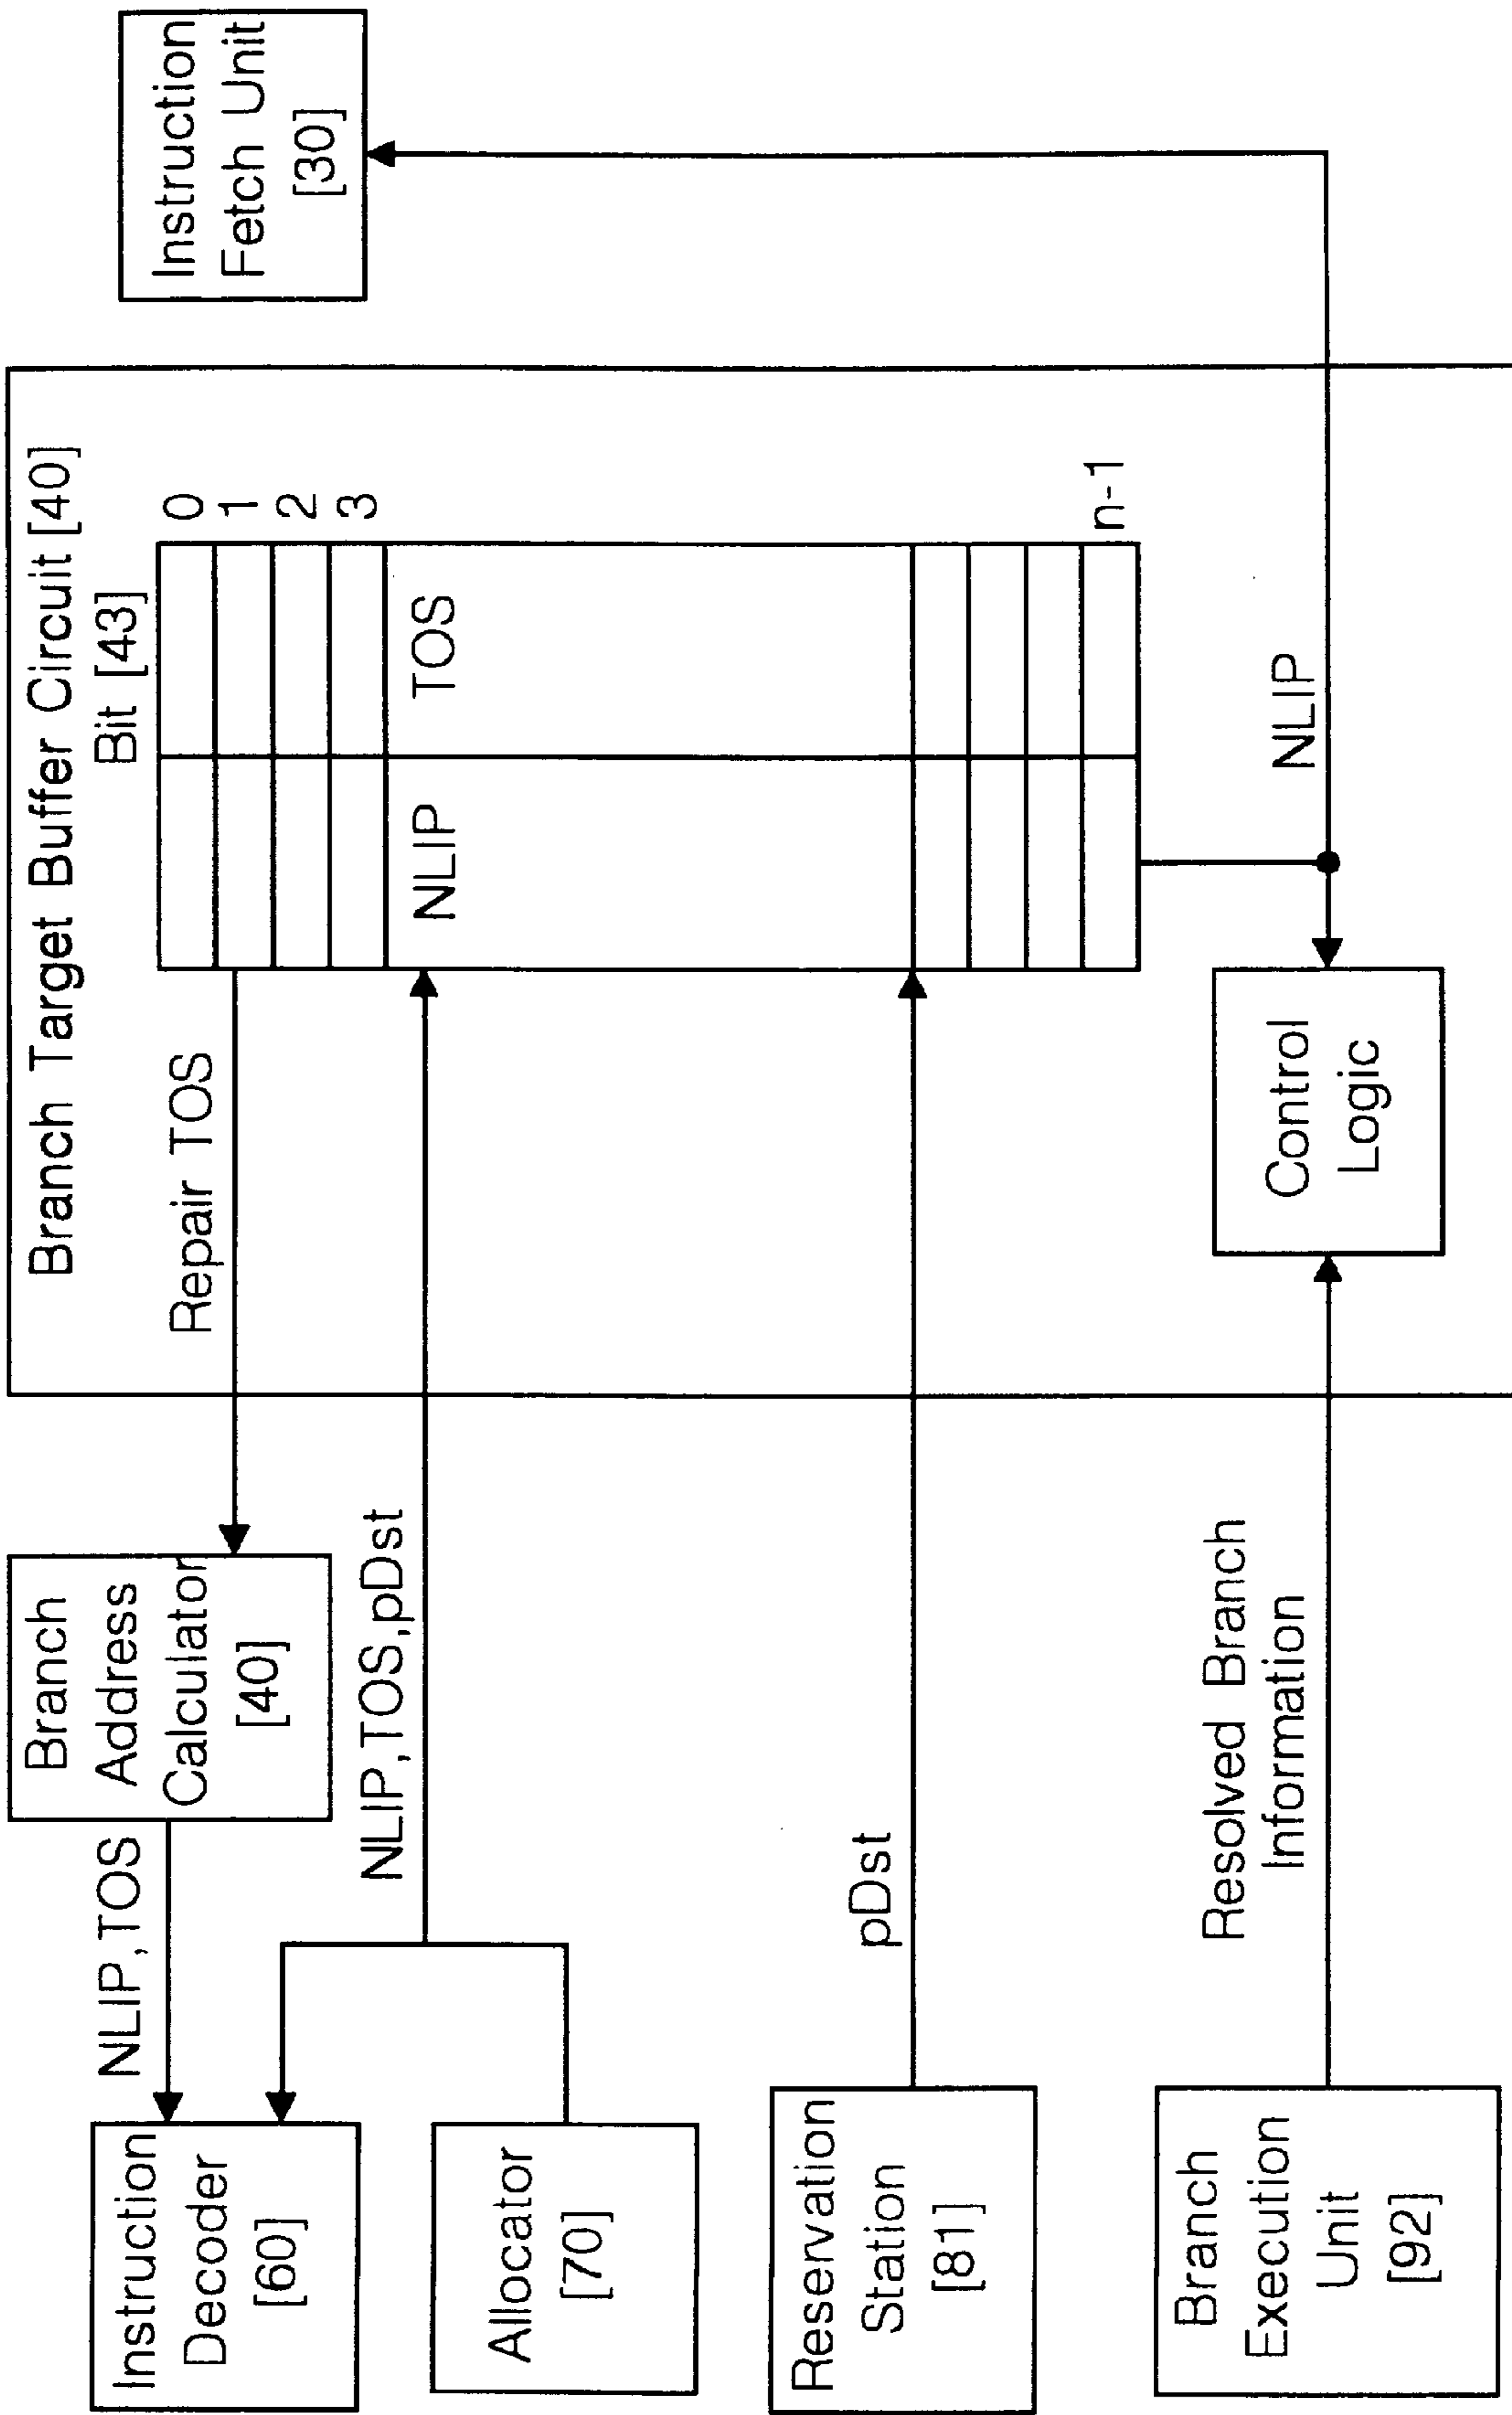 Instruction
Decoder
[60]
NLIP,TOS
Branch
Address
Calculator
[40]
Repair TOS
Branch Target Buffer Circuit [40]
Bit [43]
0
1
2
3
NLIP
TOS
n-1
Instruction
Fetch Unit
[30]
Allocator
[70]
NLIP,TOS,pDst
Reservation
Station
[81]
pDst
Branch
Execution
Unit
[92]
Resolved Branch
Information
Control
Logic
NLIP